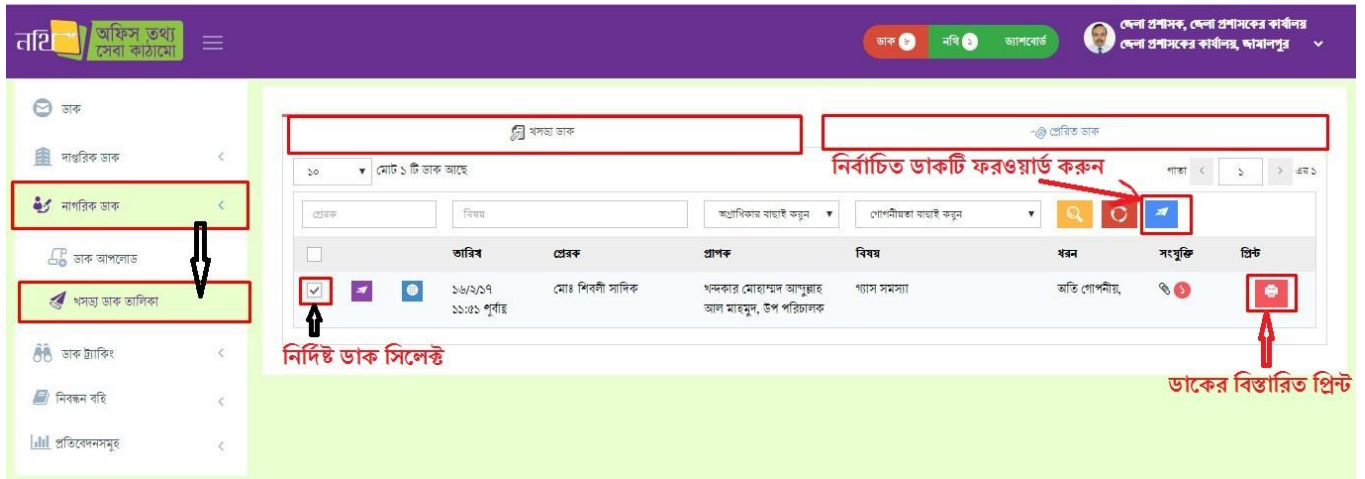 নথি অফিস তথ্য
সেবা কাঠামো
ডাক ৮ নথি ১ ড্যাশবোর্ড
জেলা প্রশাসক, জেলা প্রশাসকের কার্যালয়
জেলা প্রশাসকের কার্যালয়, জামালপুর
ডাক
দাপ্তরিক ডাক
নাগরিক ডাক
ডাক আপলোড
খসড়া ডাক তালিকা
ডাক ট্র্যাকিং
নিবন্ধন বহি
প্রতিবেদনসমূহ
খসড়া ডাক
প্রেরিত ডাক
১০ মোট ১ টি ডাক আছে
নির্বাচিত ডাকটি ফরওয়ার্ড করুন
পাতা ১ এর ১
প্রেরক বিষয় অগ্রাধিকার বাছাই করুন গোপনীয়তা বাছাই করুন
তারিখ প্রেরক প্রাপক বিষয় ধরন সংযুক্তি প্রিন্ট
১৬/২/১৭ মোঃ শিবলী সাদিক খন্দকার মোহাম্মদ আব্দুল্লাহ গ্যাস সমস্যা অতি গোপনীয়, ১
১১:৫১ পূর্বাহ্ণ আল মাহমুদ, উপ পরিচালক
নির্দিষ্ট ডাক সিলেক্ট
ডাকের বিস্তারিত প্রিন্ট